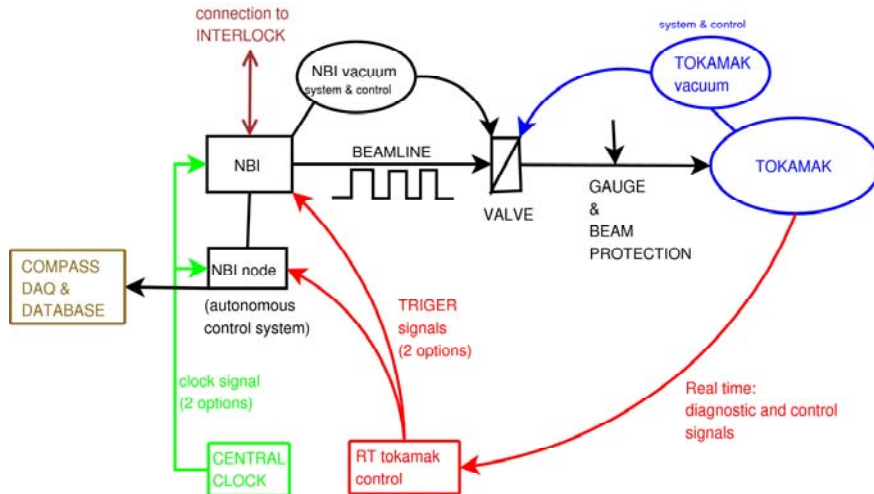 connection to
INTERLOCK
system & control
NBI vacuum
system & control
TOKAMAK
vacuum
NBI
BEAMLINE
TOKAMAK
VALVE
GAUGE
&
BEAM
PROTECTION
COMPASS
DAQ &
DATABASE
NBI node
(autonomous
control system)
TRIGER
signals
(2 options)
clock signal
(2 options)
Real time:
diagnostic and control
signals
CENTRAL
CLOCK
RT tokamak
control